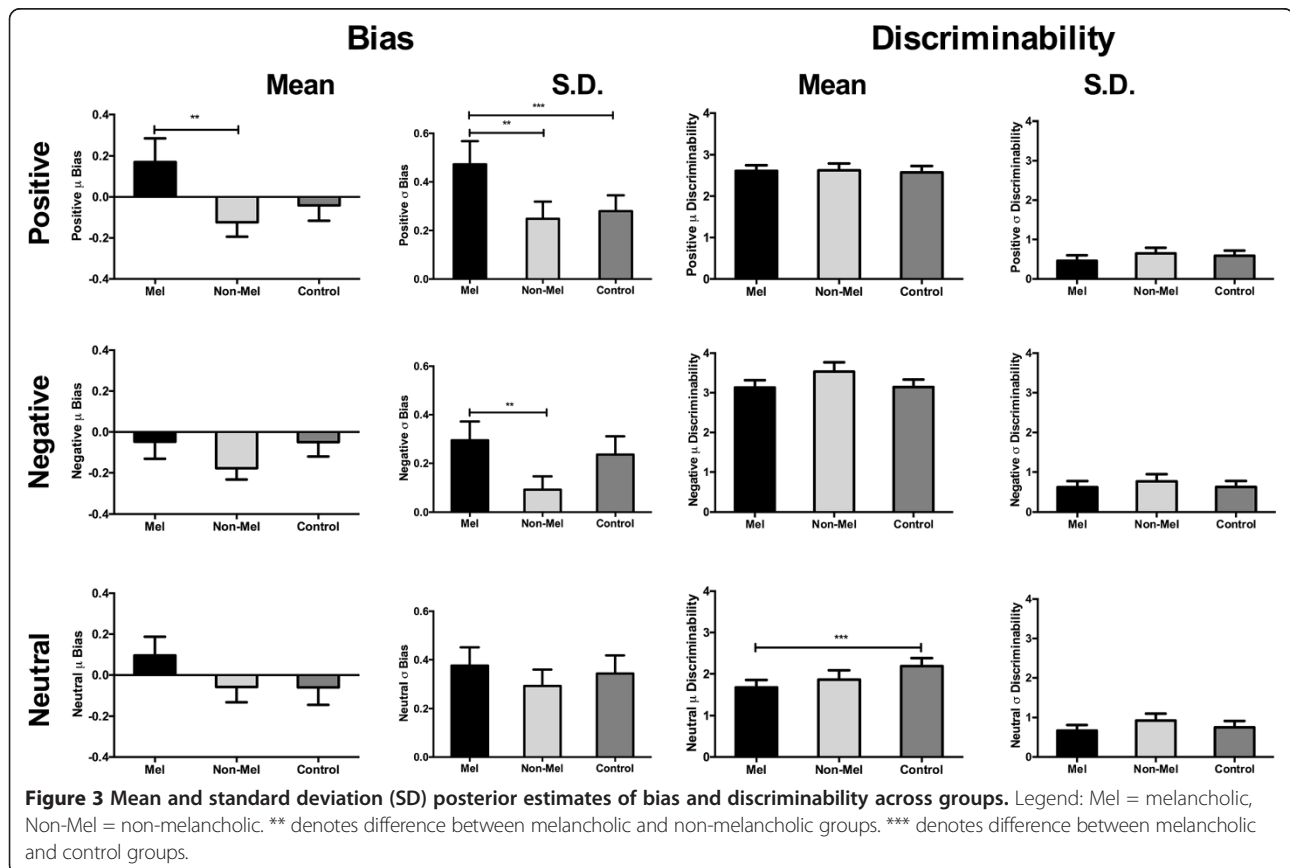 Bias Discriminability
Mean S.D. Mean S.D.
Positive
Positive μ Bias
0.4
0.2
0.0
-0.2
-0.4
**
Mel Non-Mel Control
Positive σ Bias
0.6
0.4
0.2
0.0
***
**
Mel Non-Mel Control
Positive μ Discriminability
4
3
2
1
0
Mel Non-Mel Control
Positive σ Discriminability
4
3
2
1
0
Mel Non-Mel Control
Negative
Negative μ Bias
0.4
0.2
0.0
-0.2
-0.4
Mel Non-Mel Control
Negative σ Bias
0.6
0.4
0.2
0.0
**
Mel Non-Mel Control
Negative μ Discriminability
4
3
2
1
0
Mel Non-Mel Control
Negative σ Discriminability
4
3
2
1
0
Mel Non-Mel Control
Neutral
Neutral μ Bias
0.4
0.2
0.0
-0.2
-0.4
Mel Non-Mel Control
Neutral σ Bias
0.6
0.4
0.2
0.0
Mel Non-Mel Control
Neutral μ Discriminability
4
3
2
1
0
***
Mel Non-Mel Control
Neutral σ Discriminability
4
3
2
1
0
Mel Non-Mel Control
Figure 3 Mean and standard deviation (SD) posterior estimates of bias and discriminability across groups. Legend: Mel = melancholic,
Non-Mel = non-melancholic. ** denotes difference between melancholic and non-melancholic groups. *** denotes difference between melancholic
and control groups.